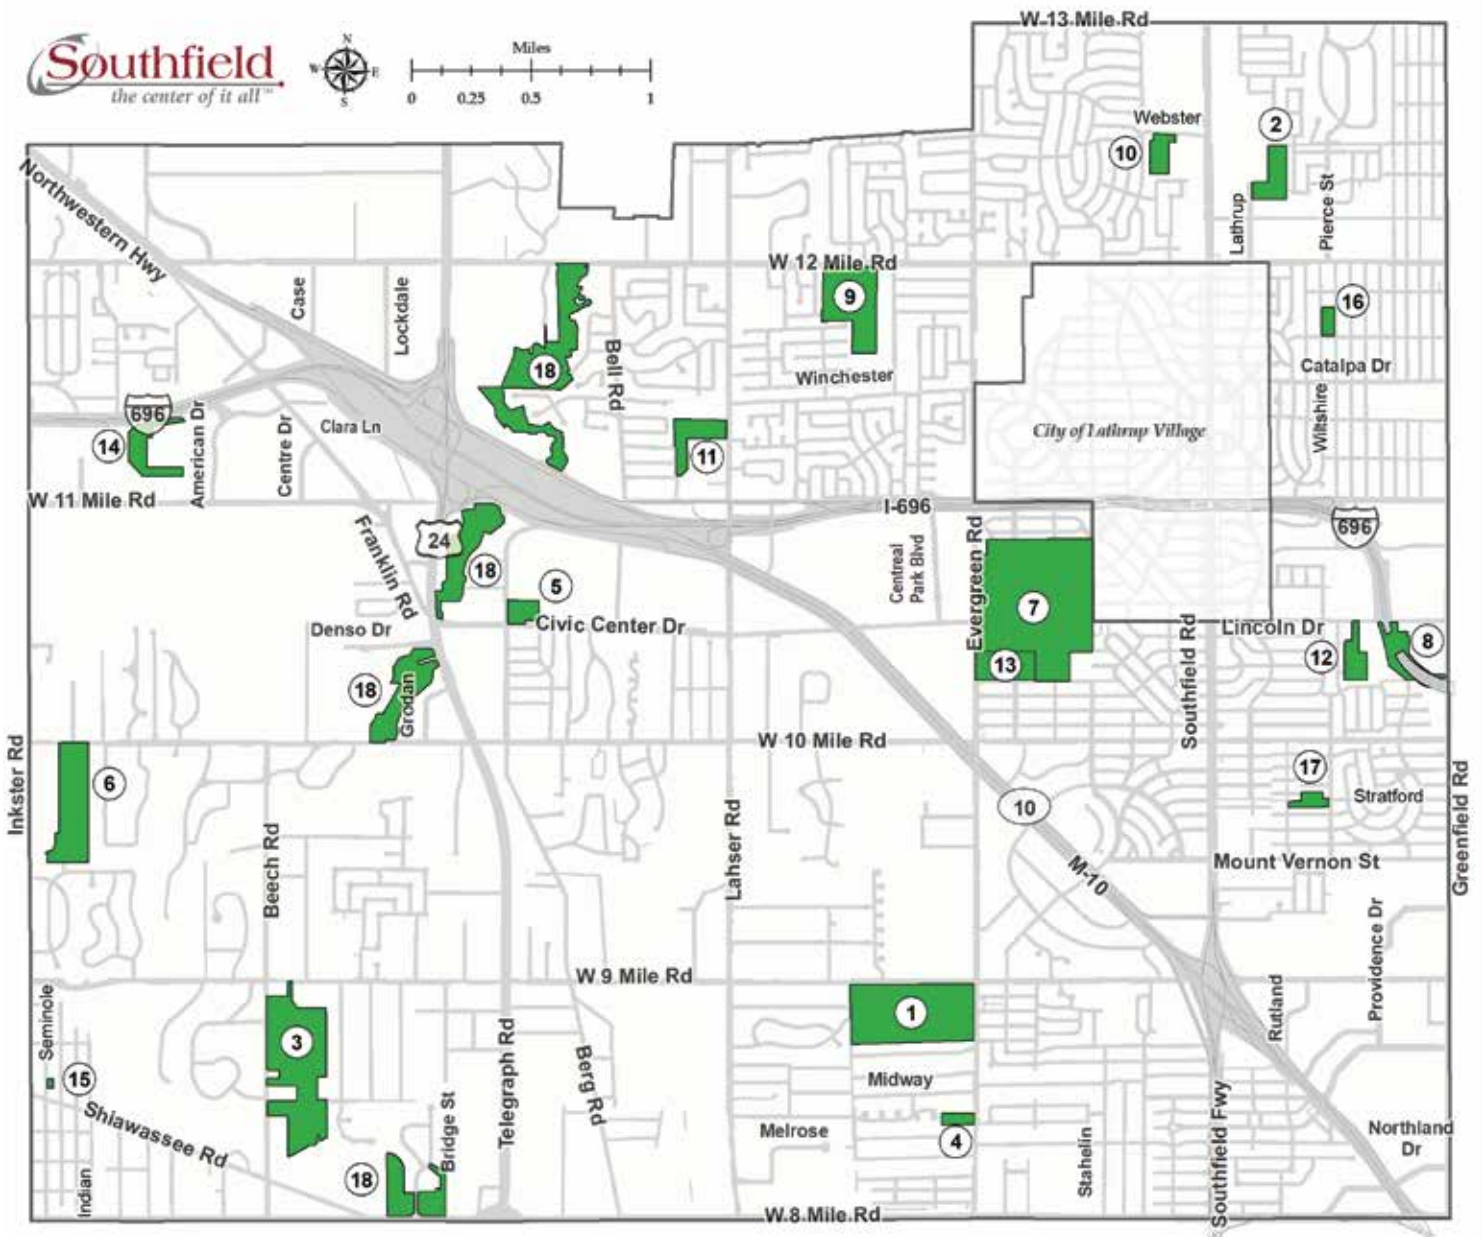 W 13 Mile Rd
Southfield
the center of it all™
N
W
E
S
Miles
0
0.25
0.5
1
Webster
2
10
Northwestern Hwy
Lathrup
Pierce St
W 12 Mile Rd
Case
Lockdale
9
16
18
Bell Rd
Winchester
Catalpa Dr
696
American Dr
Centre Dr
Clara Ln
City of Lathrup Village
Wiltshire
14
11
W 11 Mile Rd
I-696
24
696
Franklin Rd
18
5
Centreal
Park Blvd
Evergreen Rd
7
Denso Dr
Civic Center Dr
Southfield Rd
Lincoln Dr
8
12
13
18
Grodan
W 10 Mile Rd
Inkster Rd
6
17
Stratford
10
Greenfield Rd
Beech Rd
Lahser Rd
M-10
Mount Vernon St
Providence Dr
W 9 Mile Rd
Seminole
3
1
Rutland
15
Telegraph Rd
Berg Rd
Midway
Shiawassee Rd
Bridge St
Melrose
4
Northland
Dr
Stahelin
Southfield Fwy
18
Indian
W 8 Mile Rd